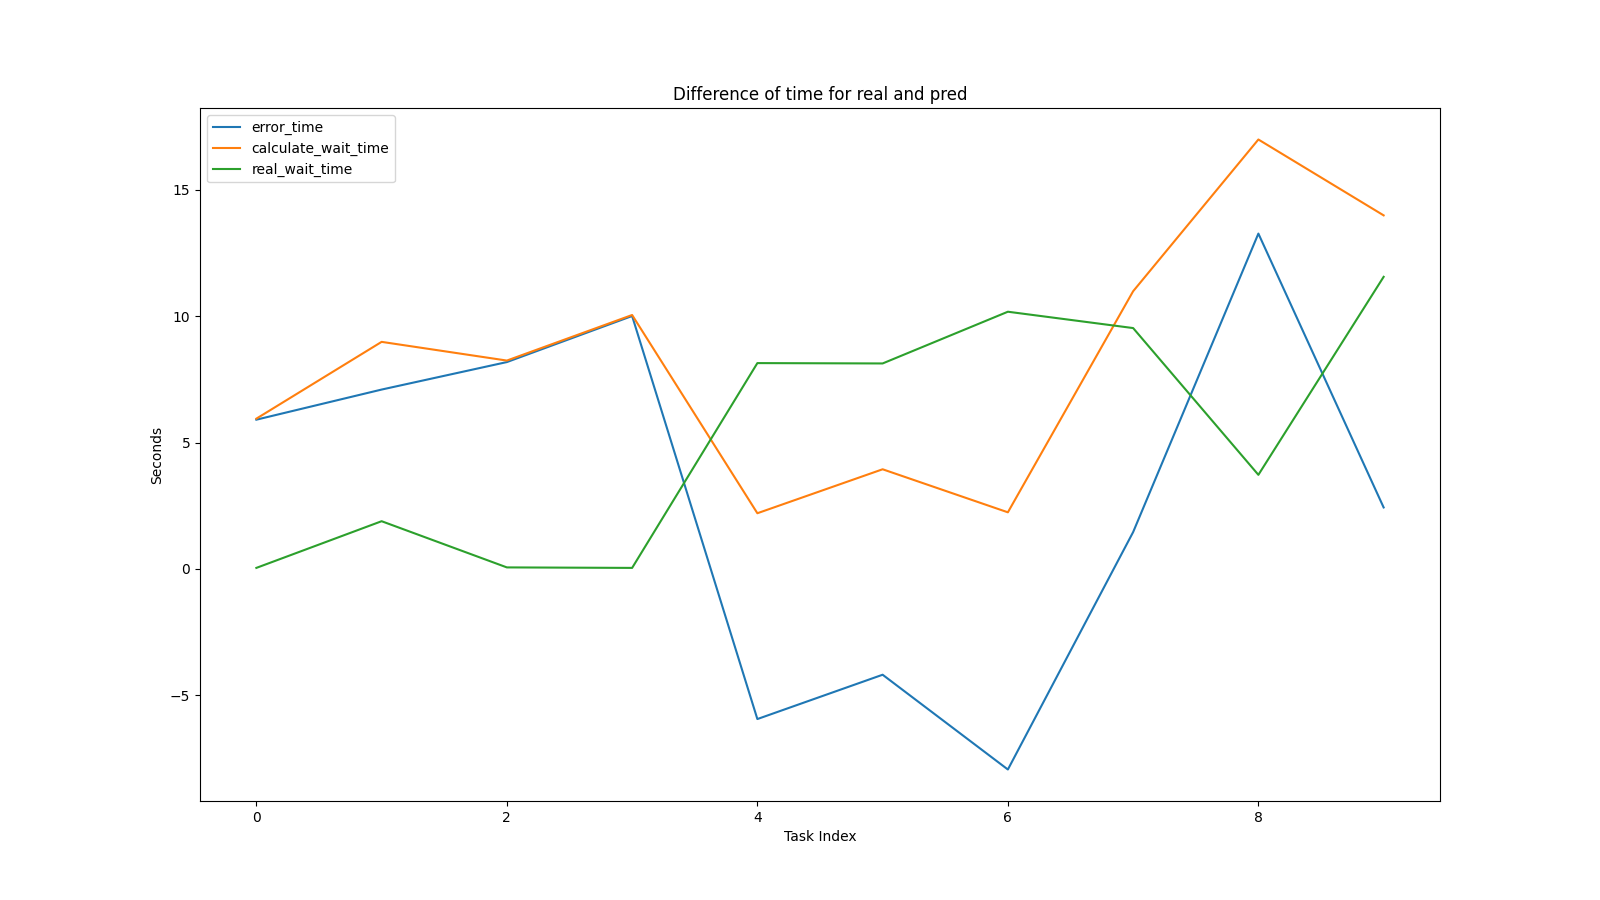 Difference of time for real and pred
error_time
calculate_wait_time
real_wait_time
15
10
5
0
−5
Seconds
0 2 4 6 8
Task Index